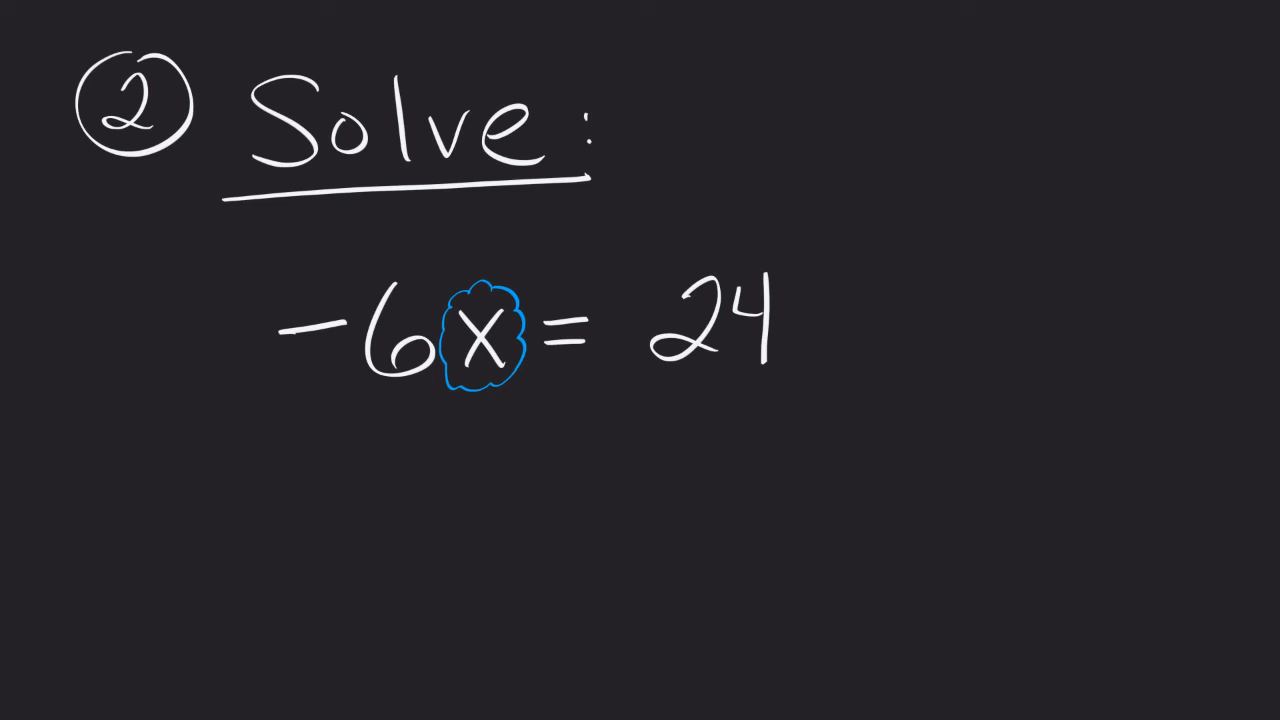 ② Solve:
-6x = 24